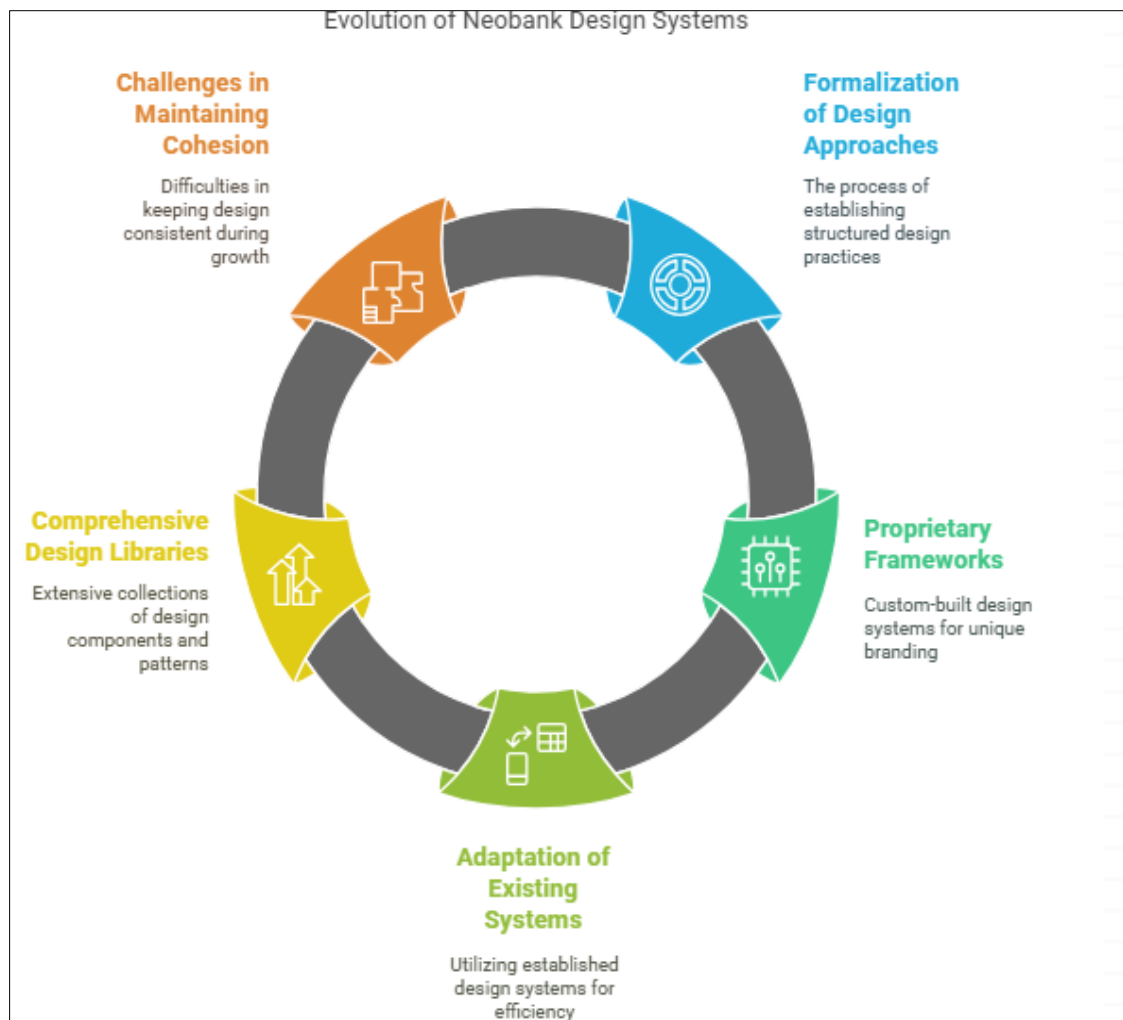 Evolution of Neobank Design Systems
Challenges in
Maintaining
Cohesion
Difficulties in
keeping design
consistent during
growth
Formalization
of Design
Approaches
The process of
establishing
structured design
practices
Comprehensive
Design Libraries
Extensive collections
of design
components and
patterns
Proprietary
Frameworks
Custom-built design
systems for unique
branding
Adaptation of
Existing
Systems
Utilizing established
design systems for
efficiency